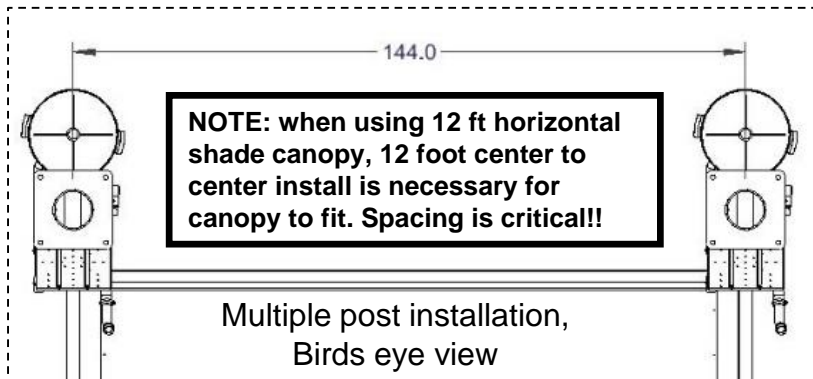 144.0
NOTE: when using 12 ft horizontal
shade canopy, 12 foot center to
center install is necessary for
canopy to fit. Spacing is critical!!
Multiple post installation,
Birds eye view